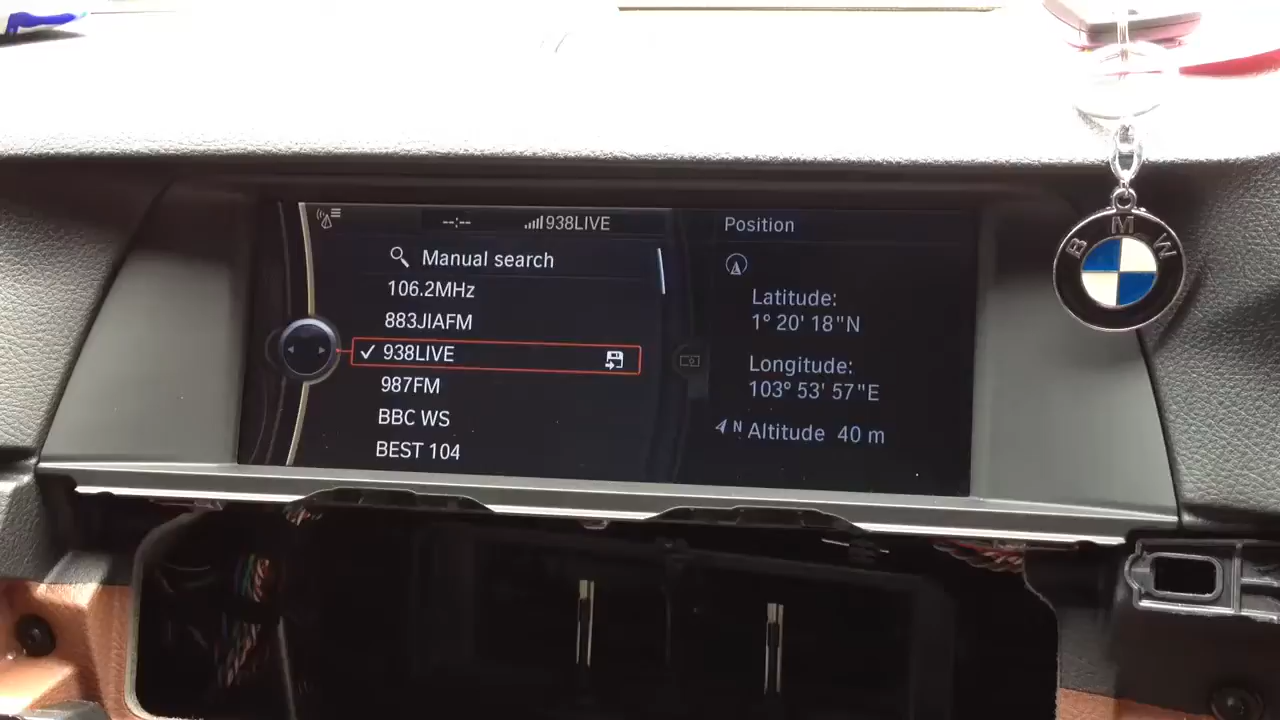 --:-- 938LIVE
Manual search
106.2MHz
883JIAFM
938LIVE
987FM
BBC WS
BEST 104
Position
Latitude:
1° 20' 18"N
Longitude:
103° 53' 57"E
N Altitude 40 m
BMW